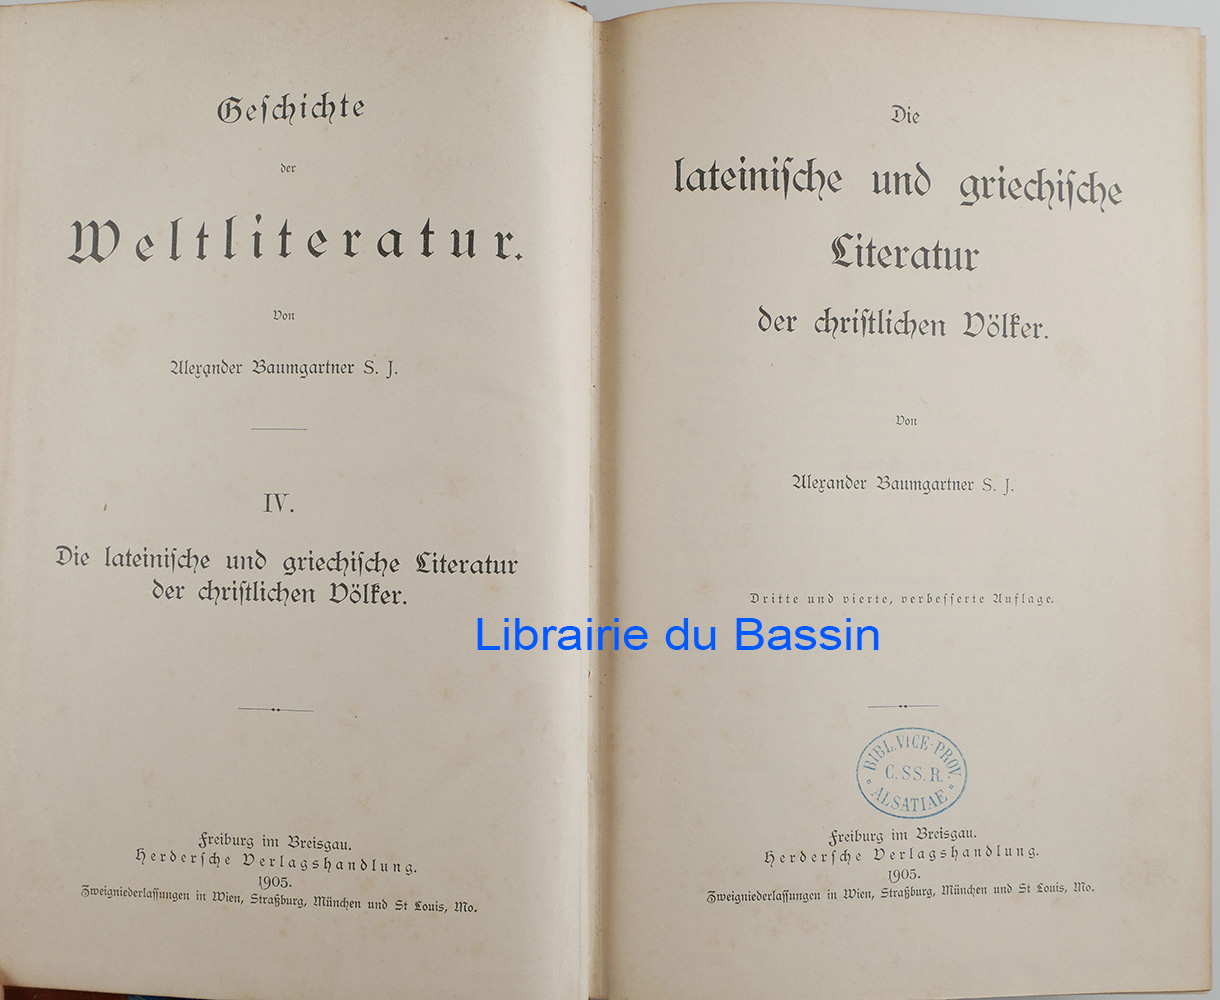 Geschichte
der
Weltliteratur.
Von
Alexander Baumgartner S. J.
IV.
Die lateinische und griechische Literatur
der christlichen Völker.
Freiburg im Breisgau.
Herdersche Verlagshandlung.
1905.
Zweigniederlassungen in Wien, Straßburg, München und St Louis, Mo.
Die
lateinische und griechische
Literatur
der christlichen Völker.
Von
Alexander Baumgartner S. J.
Dritte und vierte, verbesserte Auflage.
Librairie du Bassin
BIBL. VICE-PROV.
C. SS. R.
ALSATIAE
Freiburg im Breisgau.
Herdersche Verlagshandlung.
1905.
Zweigniederlassungen in Wien, Straßburg, München und St Louis, Mo.